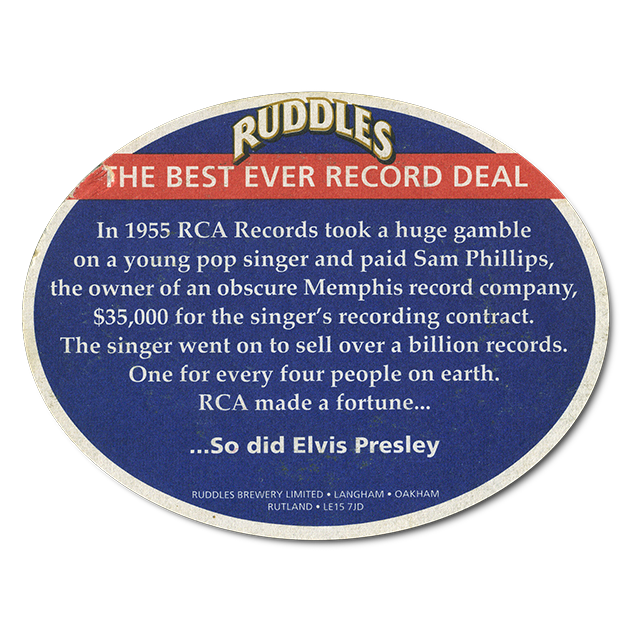 RUDDLES
THE BEST EVER RECORD DEAL
In 1955 RCA Records took a huge gamble
on a young pop singer and paid Sam Phillips,
the owner of an obscure Memphis record company,
$35,000 for the singer's recording contract.
The singer went on to sell over a billion records.
One for every four people on earth.
RCA made a fortune...
...So did Elvis Presley
RUDDLES BREWERY LIMITED • LANGHAM • OAKHAM
RUTLAND • LE15 7JD